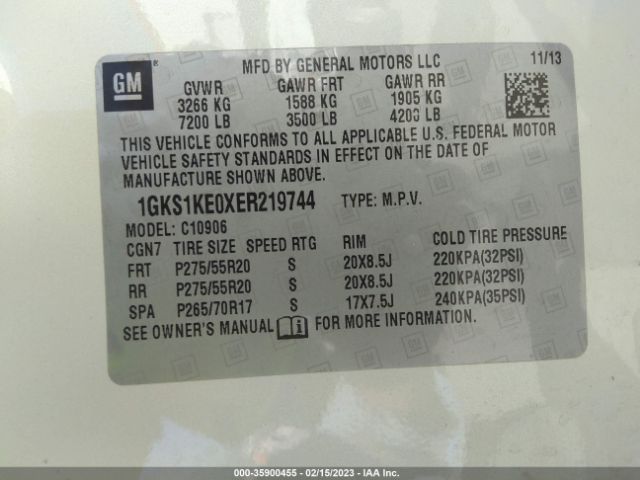 GM ® MFD BY GENERAL MOTORS LLC 11/13
GVWR GAWR FRT GAWR RR
3266 KG 1588 KG 1905 KG
7200 LB 3500 LB 4200 LB
THIS VEHICLE CONFORMS TO ALL APPLICABLE U.S. FEDERAL MOTOR
VEHICLE SAFETY STANDARDS IN EFFECT ON THE DATE OF
MANUFACTURE SHOWN ABOVE.
1GKS1KE0XER219744 TYPE: M.P.V.
MODEL: C10906
CGN7 TIRE SIZE SPEED RTG RIM COLD TIRE PRESSURE
FRT P275/55R20 S 20X8.5J 220KPA(32PSI)
RR P275/55R20 S 20X8.5J 220KPA(32PSI)
SPA P265/70R17 S 17X7.5J 240KPA(35PSI)
SEE OWNER'S MANUAL FOR MORE INFORMATION.
000-35900455 - 02/15/2023 - IAA Inc.